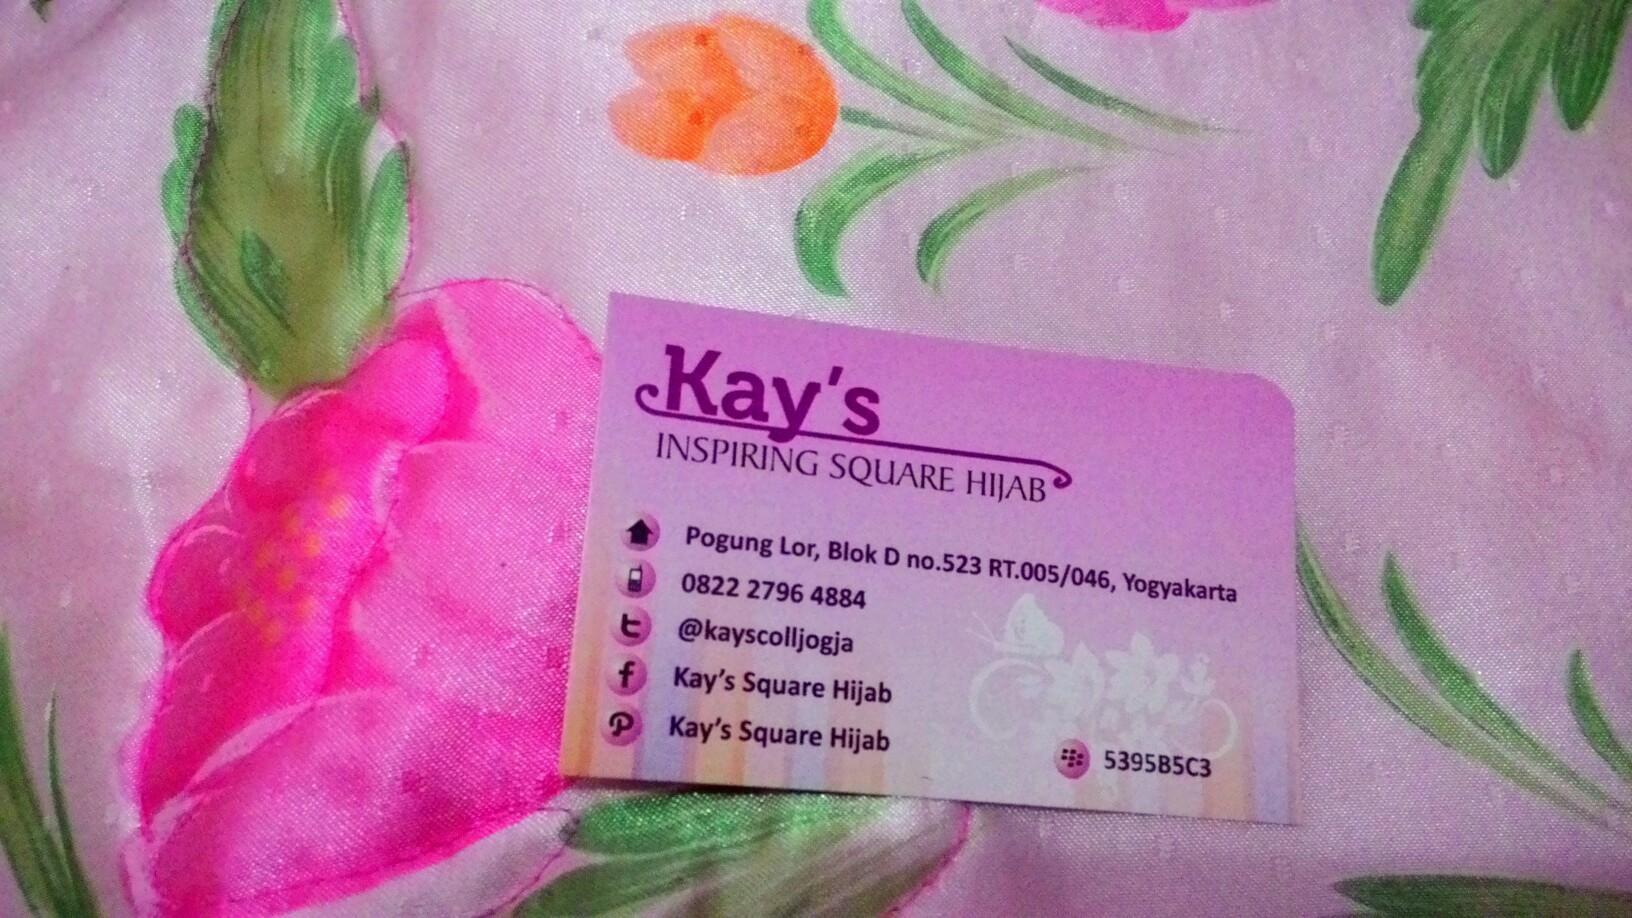 Kay's
INSPIRING SQUARE HIJAB
Pogung Lor, Blok D no.523 RT.005/046, Yogyakarta
0822 2796 4884
@kayscolljogja
Kay's Square Hijab
Kay's Square Hijab
5395B5C3